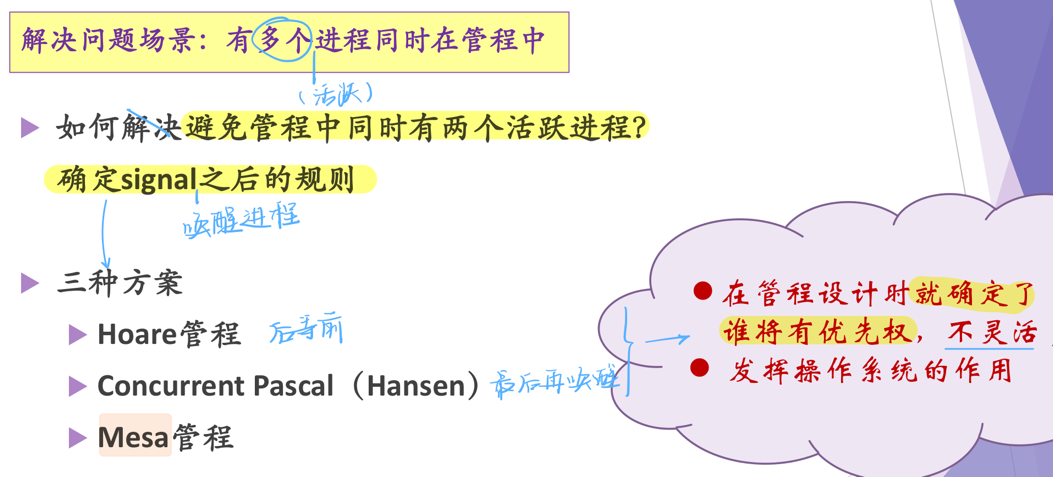 解决问题场景：有多个进程同时在管程中
（活跃）
如何解决避免管程中同时有两个活跃进程?
确定signal之后的规则
唤醒进程
三种方案
Hoare管程 后等前
Concurrent Pascal（Hansen）最后再唤醒
Mesa管程
在管程设计时就确定了
谁将有优先权，不灵活
发挥操作系统的作用